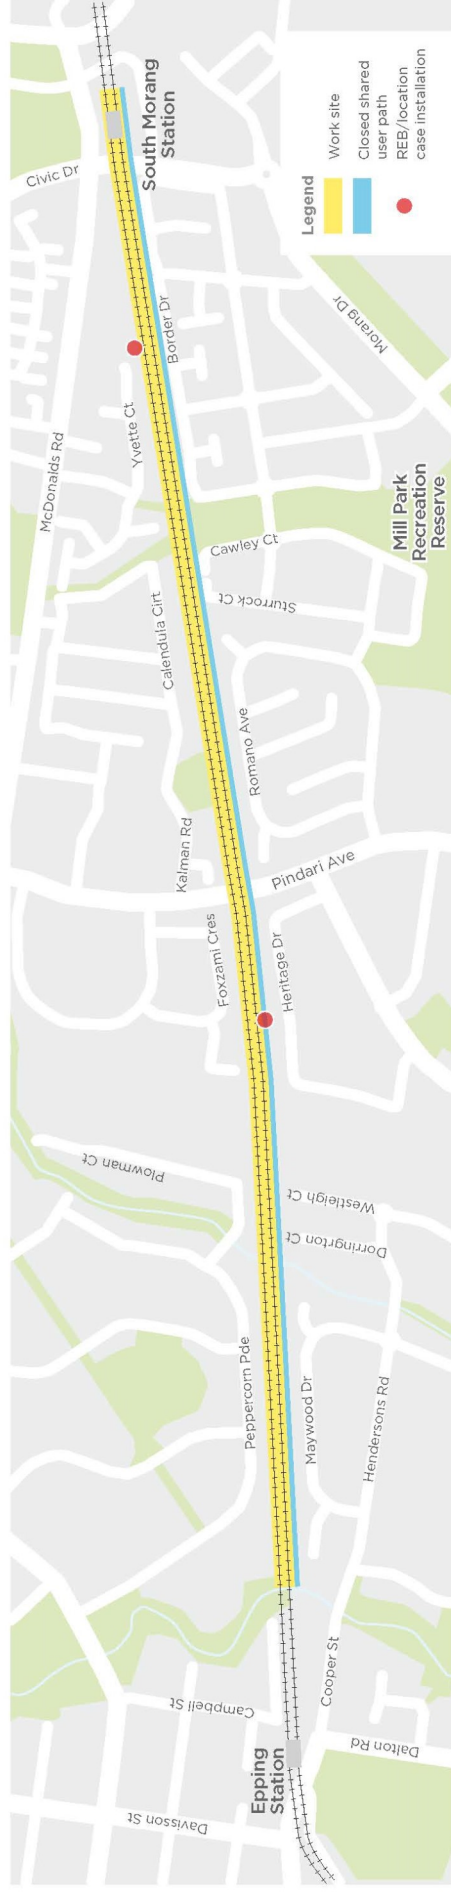 Davisson St
Epping
Station
Campbell St
Dalton Rd
Cooper St
Peppercorn Pde
Maywood Dr
Hendersons Rd
Plowman Ct
Dorrington Ct
Westleigh Ct
Foxzami Cres
Heritage Dr
Kalman Rd
Pindari Ave
Romano Ave
Calendula Cirt
Sturrock Ct
Cawley Ct
McDonalds Rd
Yvette Ct
Border Dr
Mill Park
Recreation
Reserve
Morang Dr
Civic Dr
South Morang
Station
Legend
Work site
Closed shared
user path
REB/location
case installation